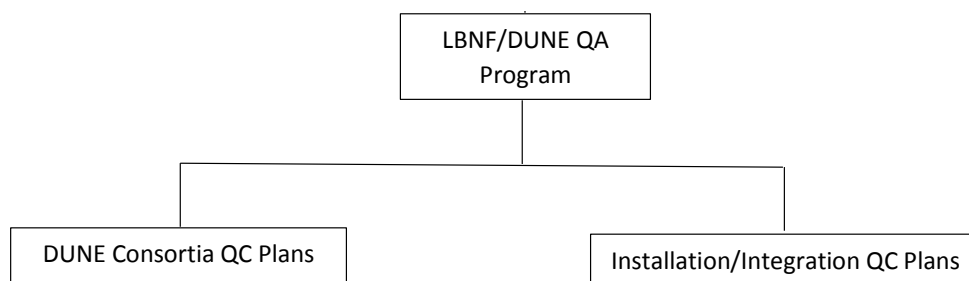 LBNF/DUNE QA
Program
DUNE Consortia QC Plans
Installation/Integration QC Plans